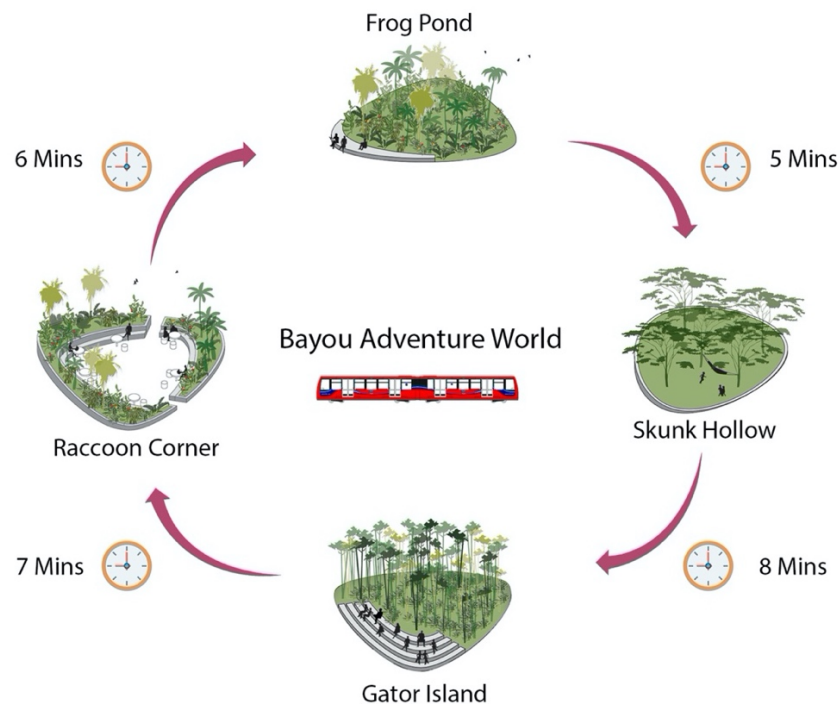 Frog Pond
6 Mins
5 Mins
Bayou Adventure World
Skunk Hollow
Raccoon Corner
7 Mins
8 Mins
Gator Island